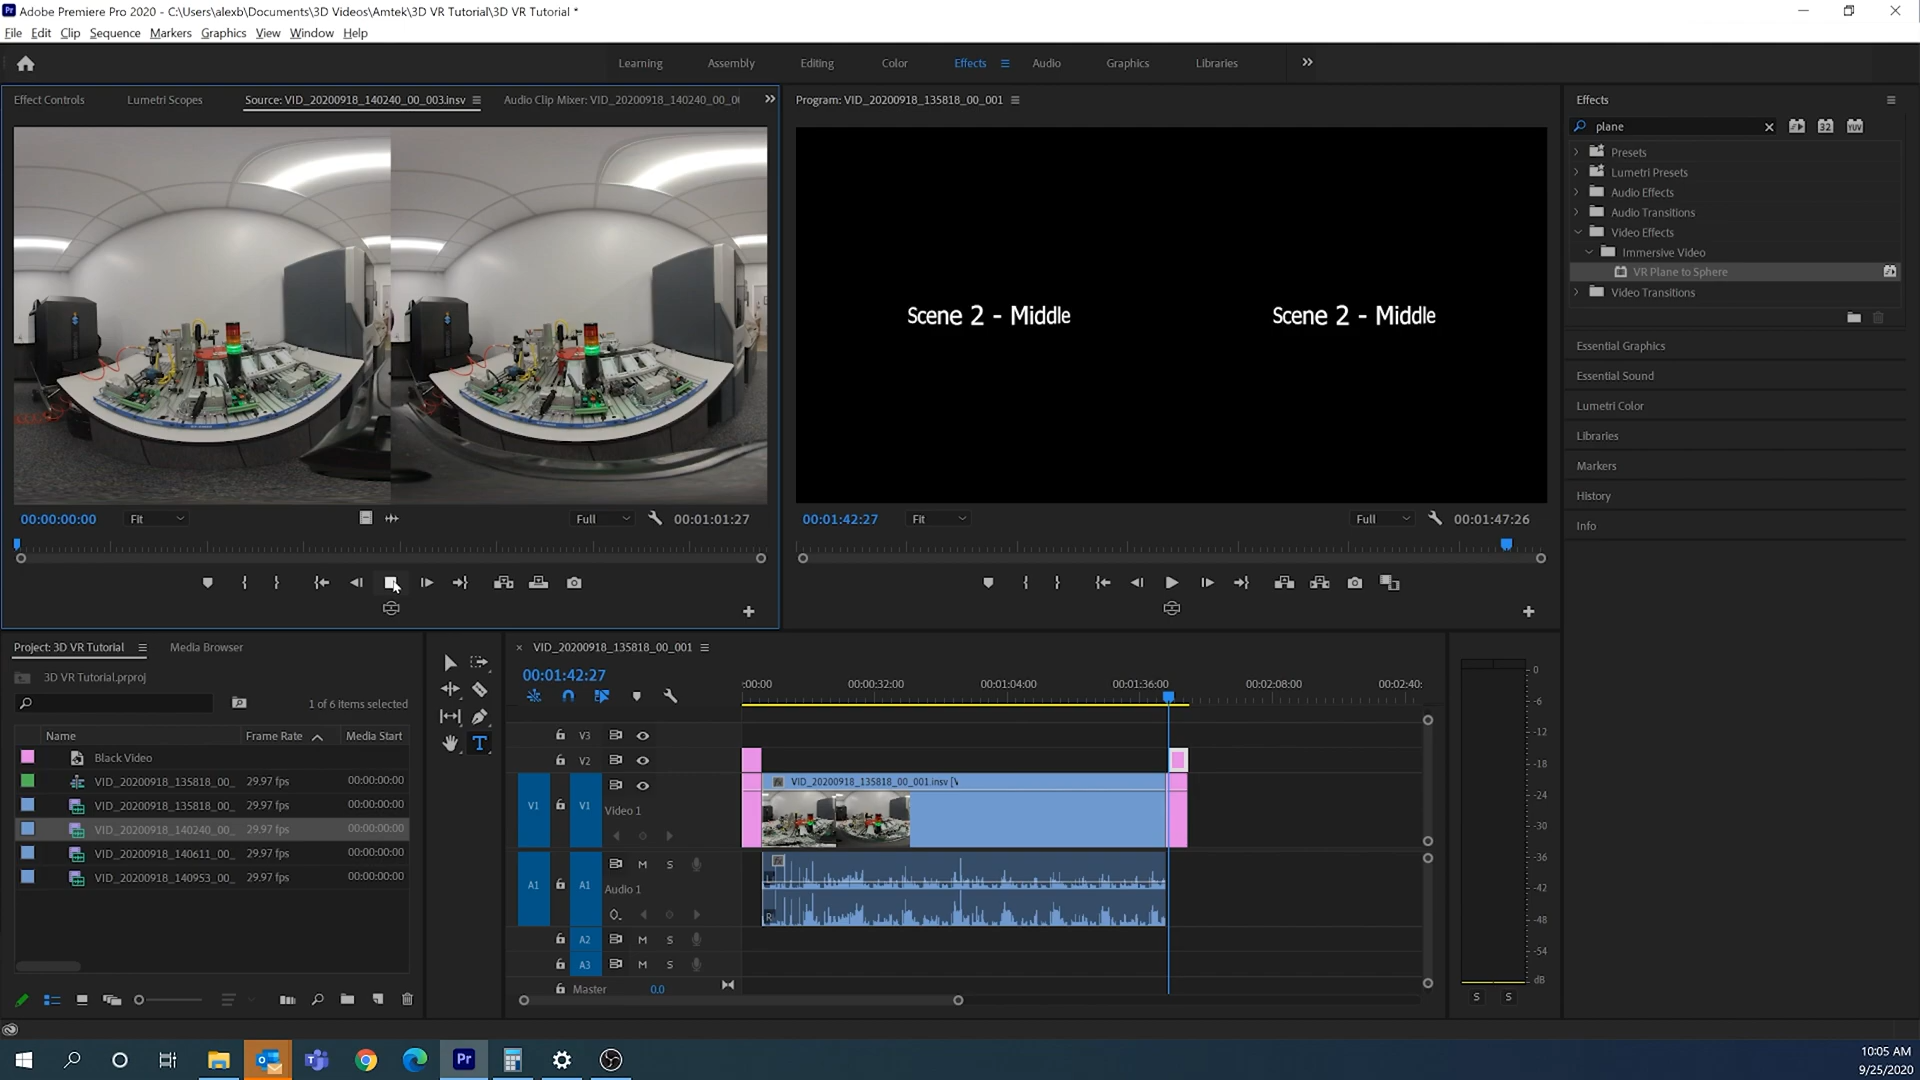 Adobe Premiere Pro 2020 - C:\Users\alexb\Documents\3D Videos\Amtek\3D VR Tutorial\3D VR Tutorial *
File Edit Clip Sequence Markers Graphics View Window Help
Learning Assembly Editing Color Effects Audio Graphics Libraries
Effect Controls Lumetri Scopes Source: VID_20200918_140240_00_003.insv Audio Clip Mixer: VID_20200918_140240_00_0
Program: VID_20200918_135818_00_001
Effects
plane
32 YUV
Presets
Lumetri Presets
Audio Effects
Audio Transitions
Video Effects
Immersive Video
VR Plane to Sphere
Video Transitions
Essential Graphics
Essential Sound
Lumetri Color
Libraries
Markers
History
Info
Scene 2 - Middle Scene 2 - Middle
00:00:00:00 Fit Full 00:01:01:27
00:01:42:27 Fit Full 00:01:47:26
Project: 3D VR Tutorial Media Browser
3D VR Tutorial.prproj
1 of 6 items selected
Name Frame Rate Media Start
Black Video
VID_20200918_135818_00_ 29.97 fps 00:00:00:00
VID_20200918_135818_00_ 29.97 fps 00:00:00:00
VID_20200918_140240_00_ 29.97 fps 00:00:00:00
VID_20200918_140611_00_ 29.97 fps 00:00:00:00
VID_20200918_140953_00_ 29.97 fps 00:00:00:00
VID_20200918_135818_00_001
00:01:42:27
:00:00 00:00:32:00 00:01:04:00 00:01:36:00 00:02:08:00 00:02:40:
V3
V2
V1 V1 Video 1
VID_20200918_135818_00_001.insv [V
A1 A1 M S Audio 1
L
R
A2 M S
A3 M S
Master 0.0
0
-6
-12
-18
-24
-30
-36
-42
-48
-54
dB
S S
10:05 AM
9/25/2020